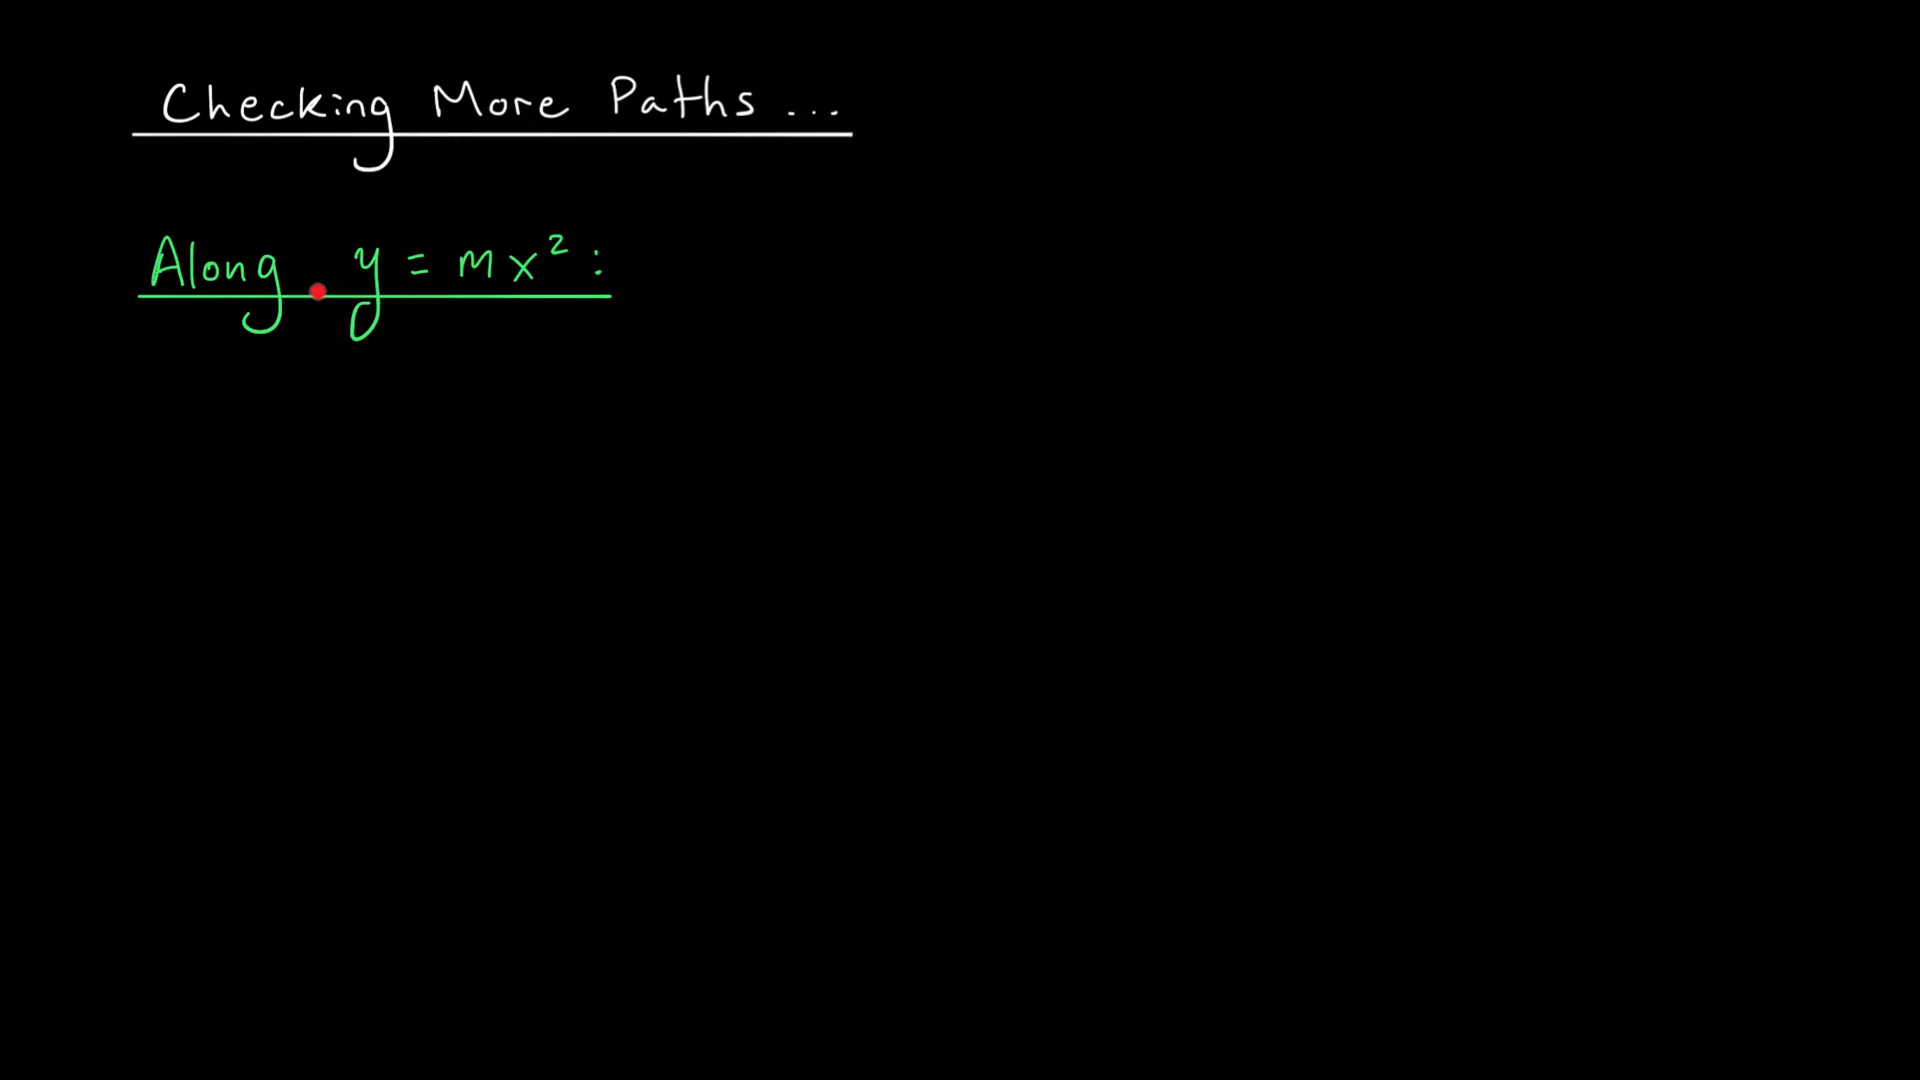 Checking More Paths ...
Along y = mx²: